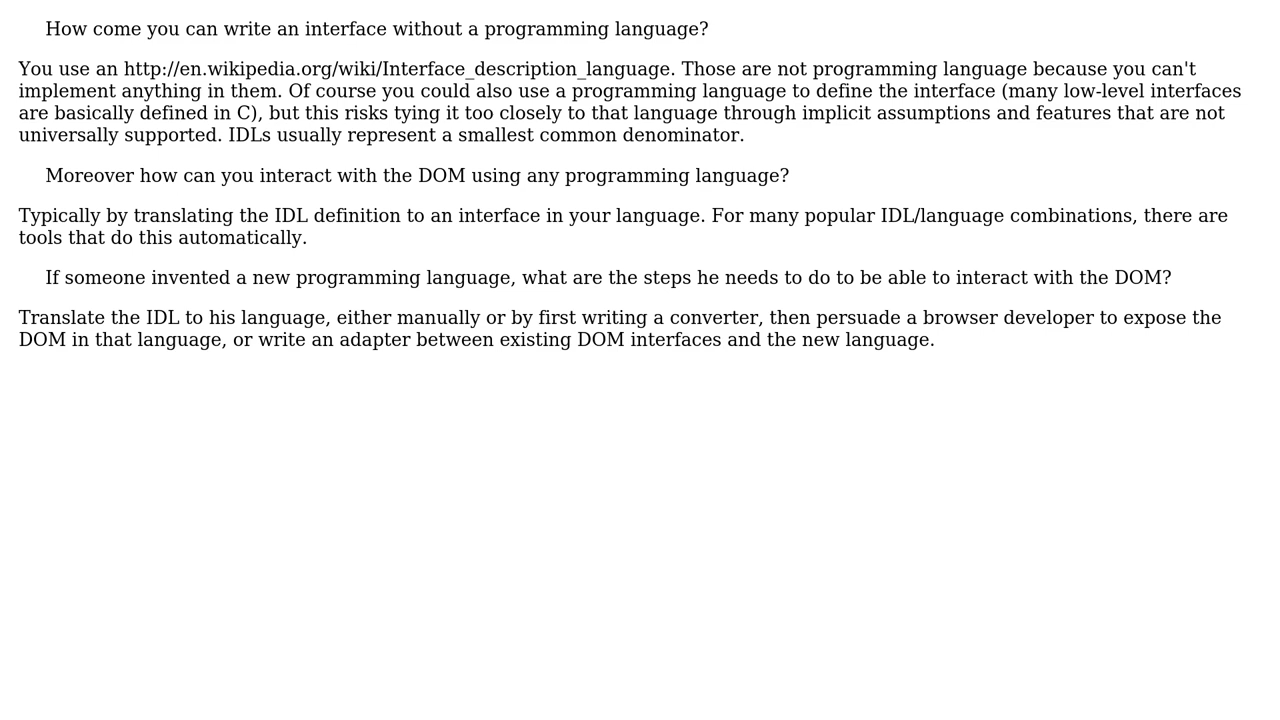 How come you can write an interface without a programming language?
You use an http://en.wikipedia.org/wiki/Interface_description_language. Those are not programming language because you can't
implement anything in them. Of course you could also use a programming language to define the interface (many low-level interfaces
are basically defined in C), but this risks tying it too closely to that language through implicit assumptions and features that are not
universally supported. IDLs usually represent a smallest common denominator.
Moreover how can you interact with the DOM using any programming language?
Typically by translating the IDL definition to an interface in your language. For many popular IDL/language combinations, there are
tools that do this automatically.
If someone invented a new programming language, what are the steps he needs to do to be able to interact with the DOM?
Translate the IDL to his language, either manually or by first writing a converter, then persuade a browser developer to expose the
DOM in that language, or write an adapter between existing DOM interfaces and the new language.